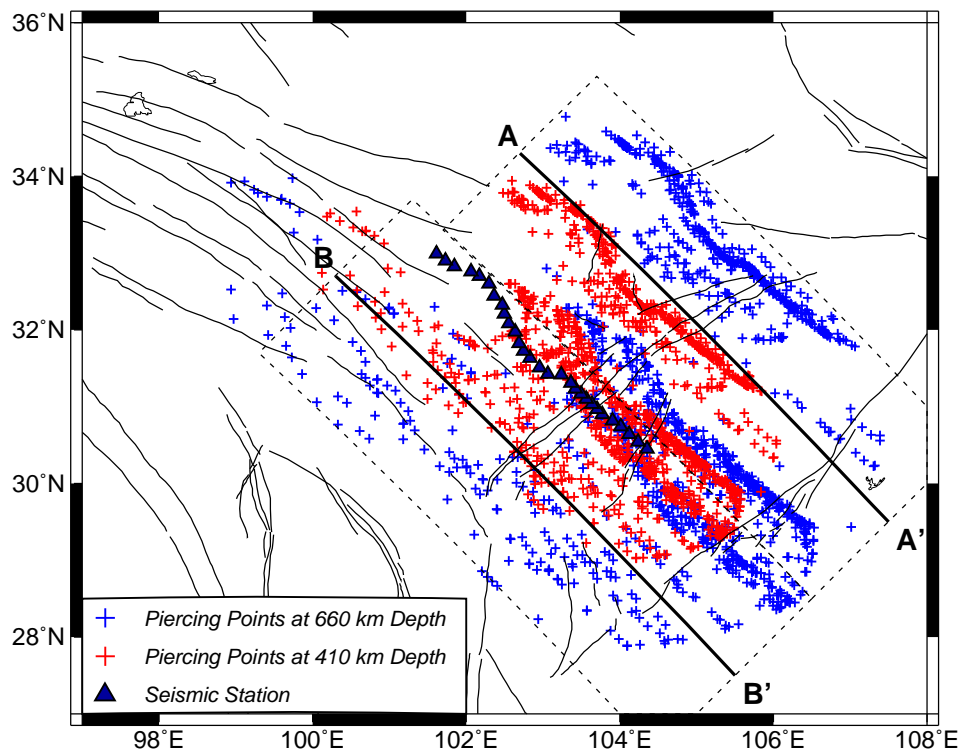 36˚N
34˚N
32˚N
30˚N
28˚N
A
B
A’
B’
Piercing Points at 660 km Depth
Piercing Points at 410 km Depth
Seismic Station
98˚E 100˚E 102˚E 104˚E 106˚E 108˚E